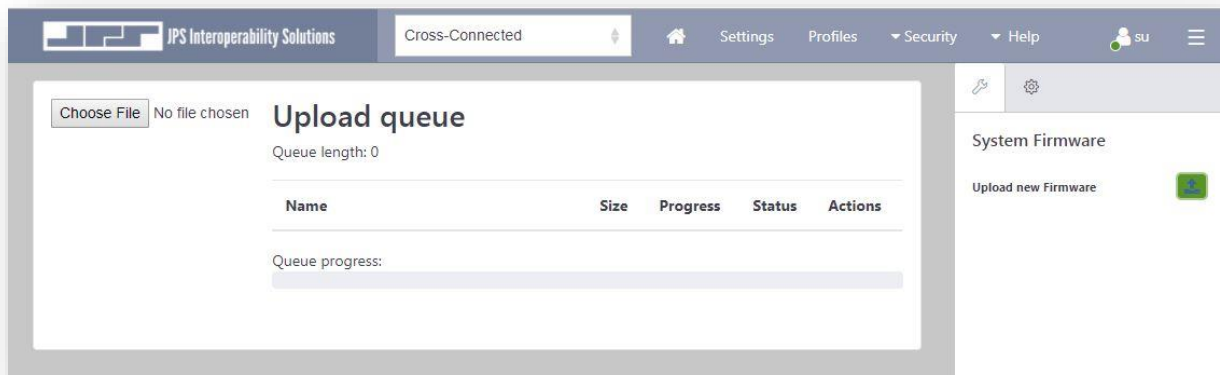 JPS Interoperability Solutions
Cross-Connected
Settings
Profiles
Security
Help
su
Choose File No file chosen
Upload queue
Queue length: 0
Name Size Progress Status Actions
Queue progress:
System Firmware
Upload new Firmware